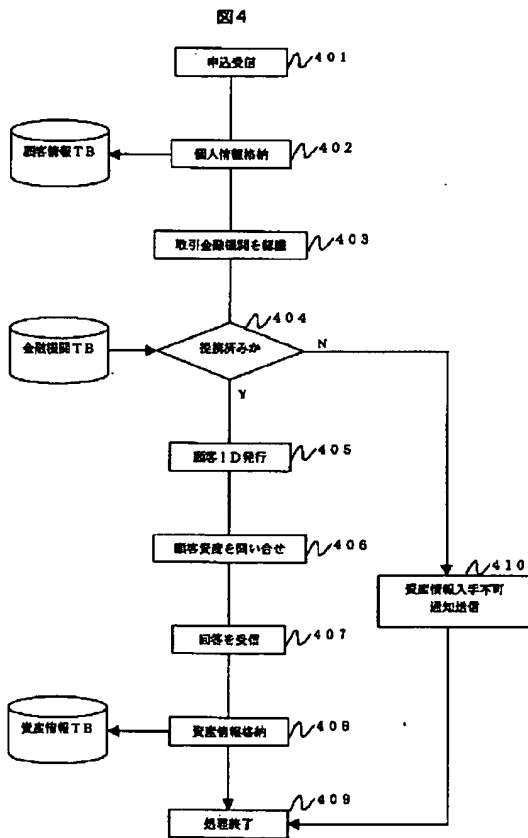 図4
申込受信
401
顧客情報TB
個人情報格納
402
取引金融機関を認識
403
404
金融機関TB
提携済みか
N
Y
顧客ID発行
405
顧客資産を問い合せ
406
410
資産情報入手不可
通知送信
回答を受信
407
資産情報TB
資産情報格納
408
409
処理終了